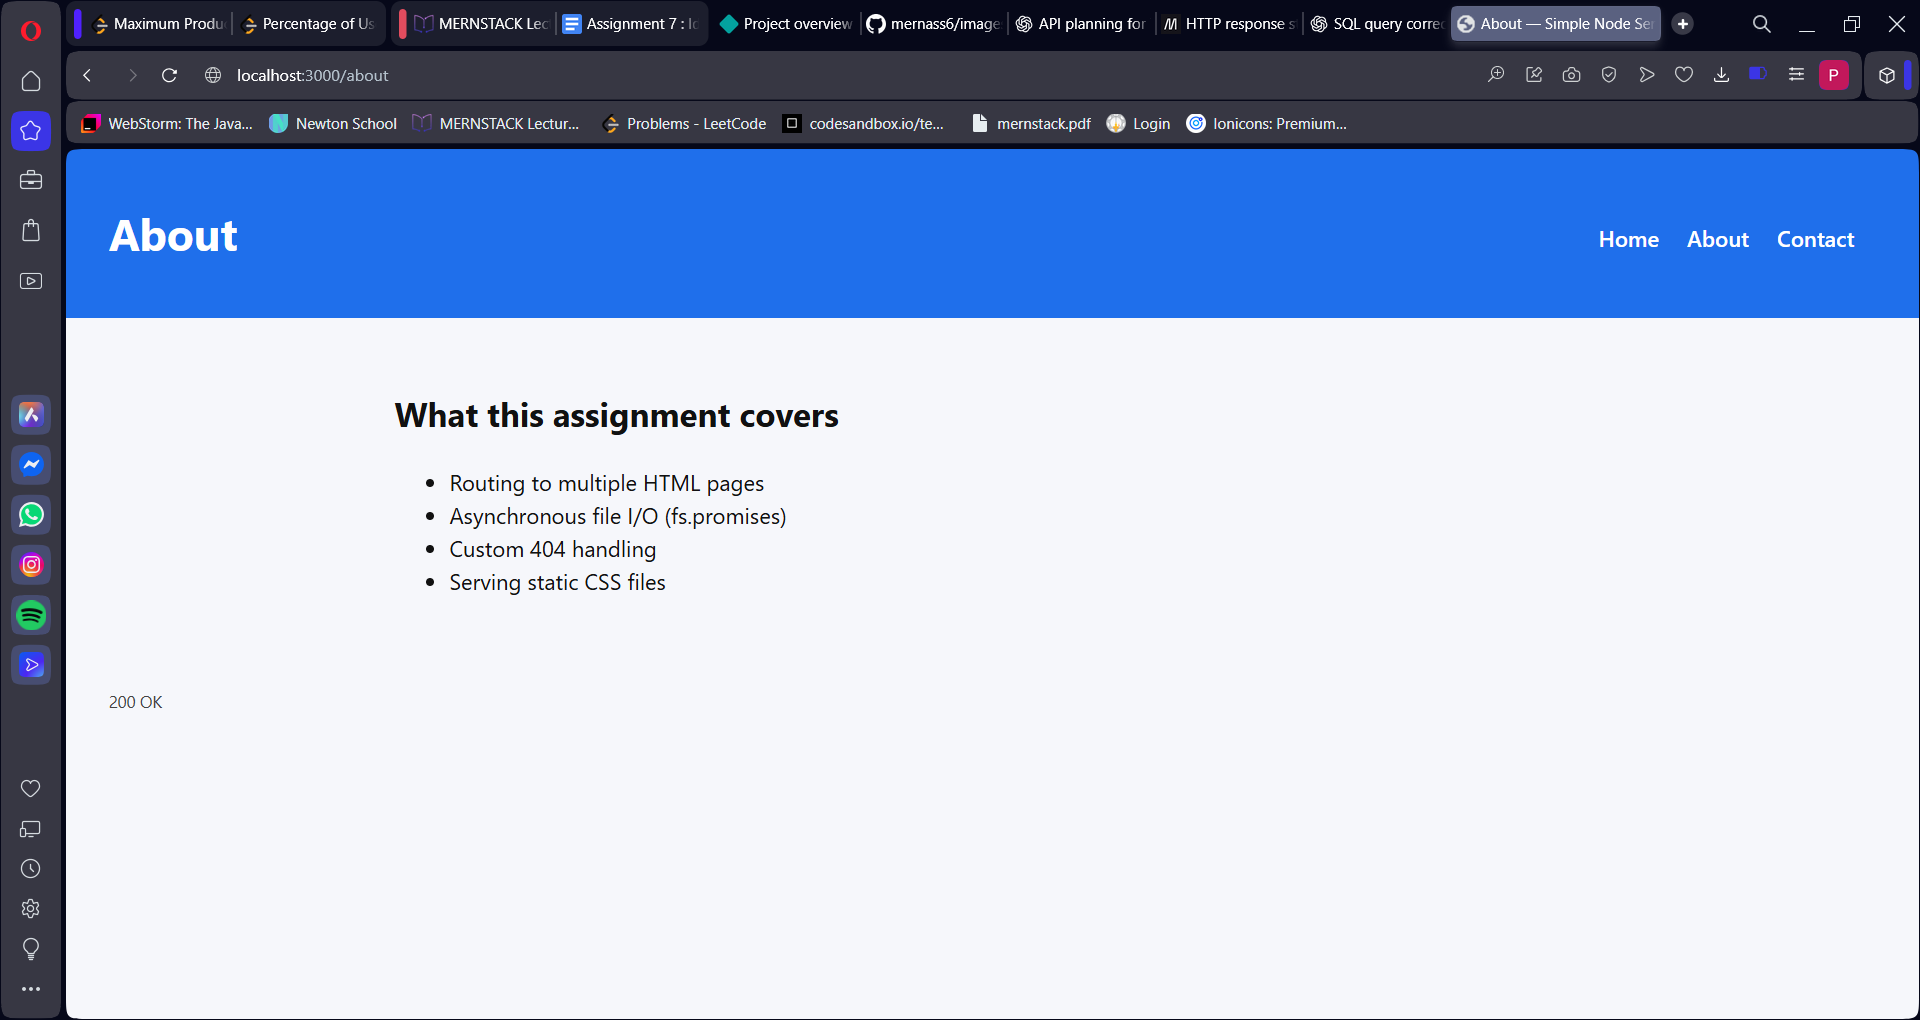 Maximum Produ
Percentage of Us
MERNSTACK Lec
Assignment 7 : Ic
Project overview
mernass6/image
API planning for
HTTP response s
SQL query correc
About — Simple Node Ser
localhost:3000/about
P
WebStorm: The Java...
Newton School
MERNSTACK Lectur...
Problems - LeetCode
codesandbox.io/te...
mernstack.pdf
Login
Ionicons: Premium...
About
Home
About
Contact
What this assignment covers
• Routing to multiple HTML pages
• Asynchronous file I/O (fs.promises)
• Custom 404 handling
• Serving static CSS files
200 OK